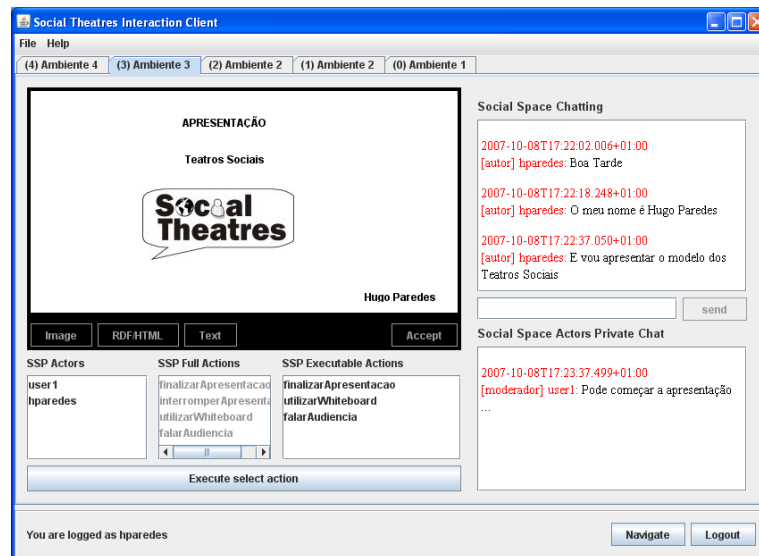 Social Theatres Interaction Client
File Help
(4) Ambiente 4 (3) Ambiente 3 (2) Ambiente 2 (1) Ambiente 2 (0) Ambiente 1
APRESENTAÇÃO
Teatros Sociais
Social
Theatres
Hugo Paredes
Image RDF/HTML Text Accept
SSP Actors
user1
hparedes
SSP Full Actions
finalizarApresentacao
interromperApresenta
utilizarWhiteboard
falarAudiencia
SSP Executable Actions
finalizarApresentacao
utilizarWhiteboard
falarAudiencia
Execute select action
Social Space Chatting
2007-10-08T17:22:02.006+01:00
[autor] hparedes: Boa Tarde
2007-10-08T17:22:18.248+01:00
[autor] hparedes: O meu nome é Hugo Paredes
2007-10-08T17:22:37.050+01:00
[autor] hparedes: E vou apresentar o modelo dos
Teatros Sociais
send
Social Space Actors Private Chat
2007-10-08T17:23:37.499+01:00
[moderador] user1: Pode começar a apresentação
...
You are logged as hparedes
Navigate Logout